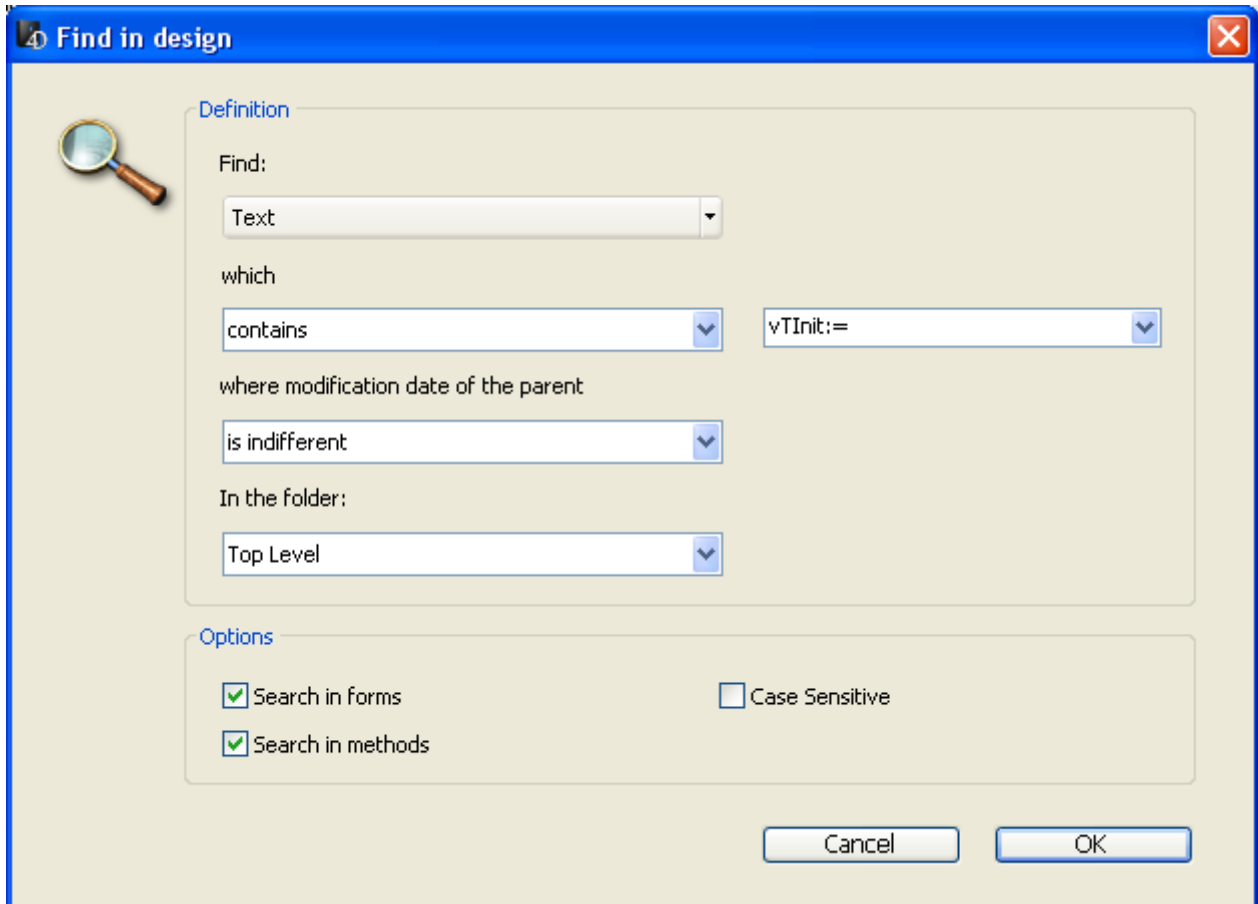 Find in design
Definition
Find:
Text
which
contains
vTInit:=
where modification date of the parent
is indifferent
In the folder:
Top Level
Options
Search in forms
Case Sensitive
Search in methods
Cancel
OK